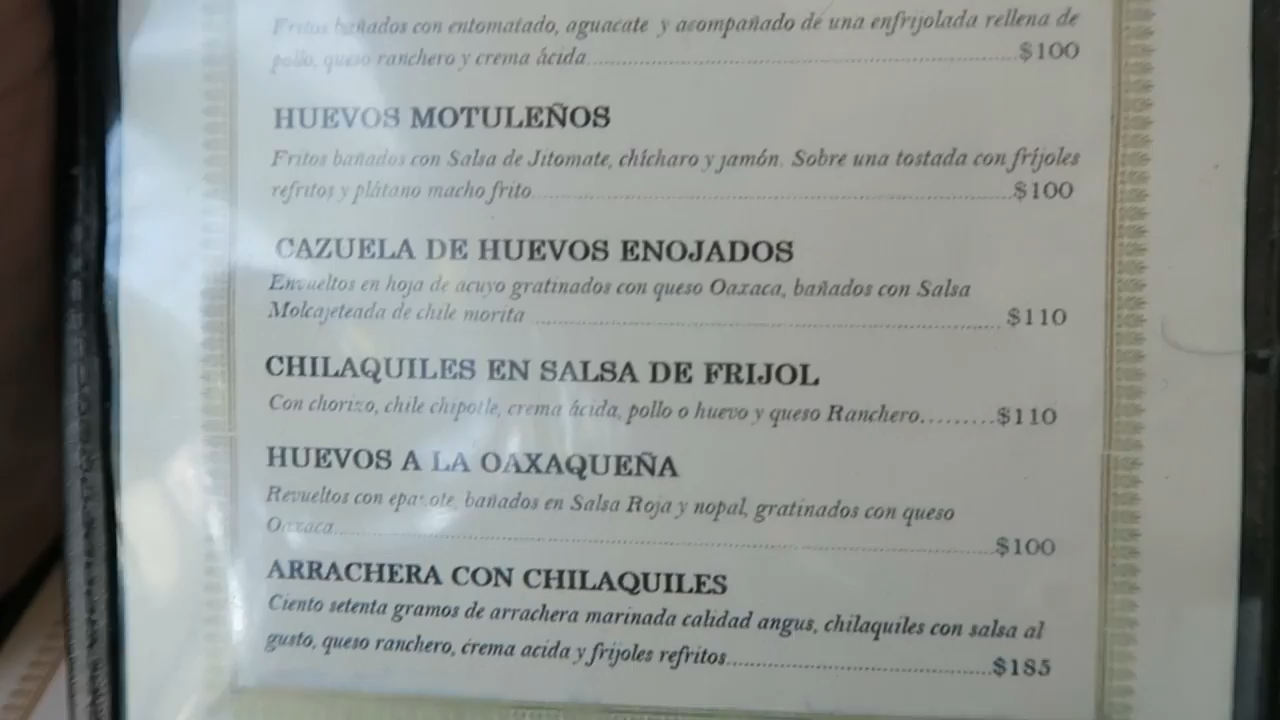 Fritos bañados con entomatado, aguacate y acompañado de una enfrijolada rellena de
pollo, queso ranchero y crema ácida.......$100
HUEVOS MOTULEÑOS
Fritos bañados con Salsa de Jitomate, chícharo y jamón. Sobre una tostada con fríjoles
refritos y plátano macho frito.......$100
CAZUELA DE HUEVOS ENOJADOS
Envueltos en hoja de acuyo gratinados con queso Oaxaca, bañados con Salsa
Molcajeteada de chile morita.......$110
CHILAQUILES EN SALSA DE FRIJOL
Con chorizo, chile chipotle, crema ácida, pollo o huevo y queso Ranchero.........$110
HUEVOS A LA OAXAQUEÑA
Revueltos con epazote, bañados en Salsa Roja y nopal, gratinados con queso
Oaxaca.......$100
ARRACHERA CON CHILAQUILES
Ciento setenta gramos de arrachera marinada calidad angus, chilaquiles con salsa al
gusto, queso ranchero, crema acida y frijoles refritos.......$185